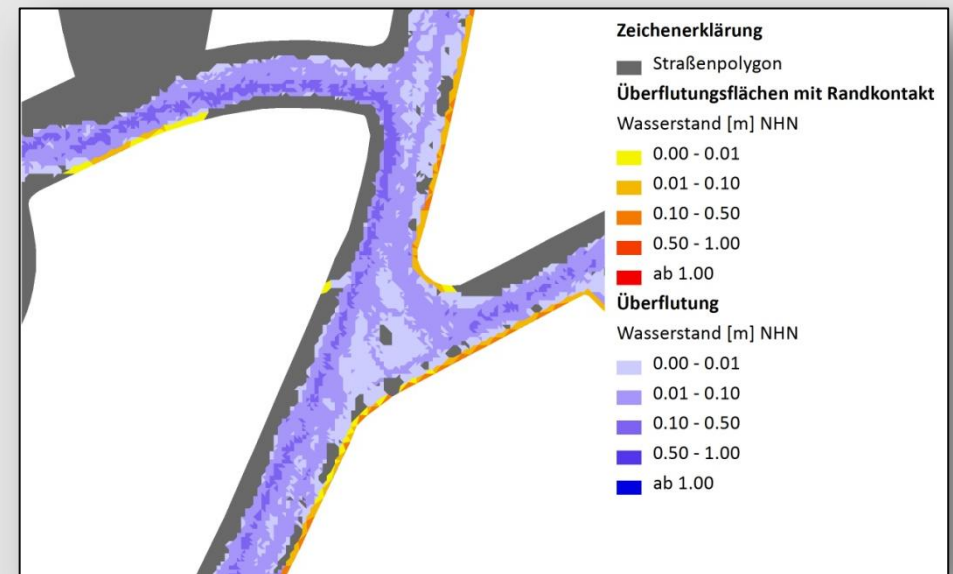 Zeichenerklärung
Straßenpolygon
Überflutungsflächen mit Randkontakt
Wasserstand [m] NHN
0.00 - 0.01
0.01 - 0.10
0.10 - 0.50
0.50 - 1.00
ab 1.00
Überflutung
Wasserstand [m] NHN
0.00 - 0.01
0.01 - 0.10
0.10 - 0.50
0.50 - 1.00
ab 1.00